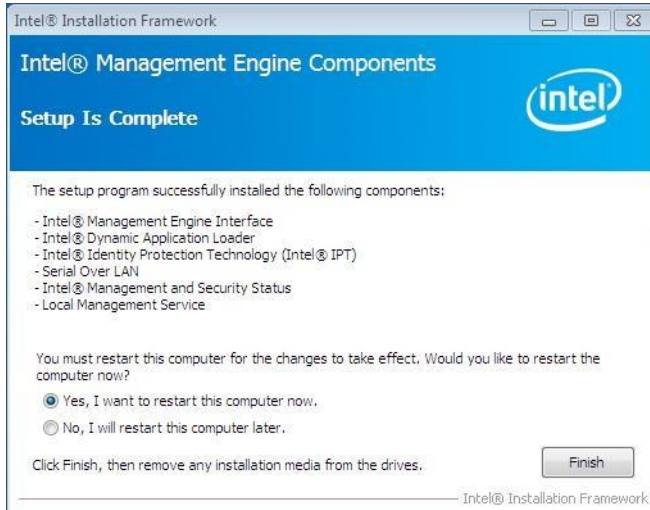 Intel® Installation Framework
Intel® Management Engine Components
Setup Is Complete
intel
The setup program successfully installed the following components:
- Intel® Management Engine Interface
- Intel® Dynamic Application Loader
- Intel® Identity Protection Technology (Intel® IPT)
- Serial Over LAN
- Intel® Management and Security Status
- Local Management Service
You must restart this computer for the changes to take effect. Would you like to restart the
computer now?
Yes, I want to restart this computer now.
No, I will restart this computer later.
Click Finish, then remove any installation media from the drives.
Finish
Intel® Installation Framework